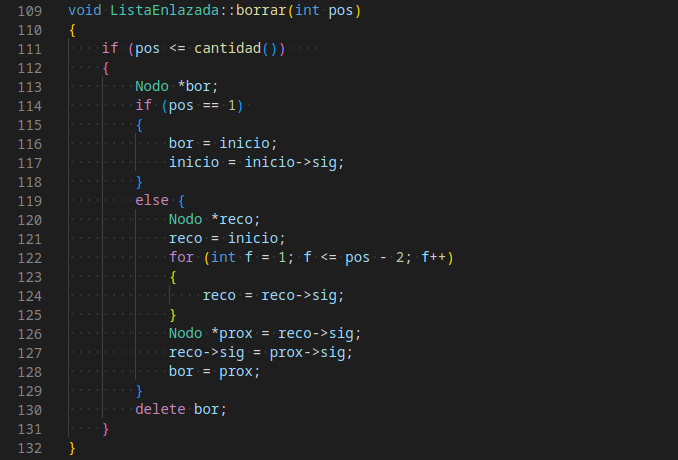 109 void ListaEnlazada::borrar(int pos)
110 {
111     if (pos <= cantidad())
112     {
113         Nodo *bor;
114         if (pos == 1)
115         {
116             bor = inicio;
117             inicio = inicio->sig;
118         }
119         else {
120             Nodo *reco;
121             reco = inicio;
122             for (int f = 1; f <= pos - 2; f++)
123             {
124                 reco = reco->sig;
125             }
126             Nodo *prox = reco->sig;
127             reco->sig = prox->sig;
128             bor = prox;
129         }
130         delete bor;
131     }
132 }